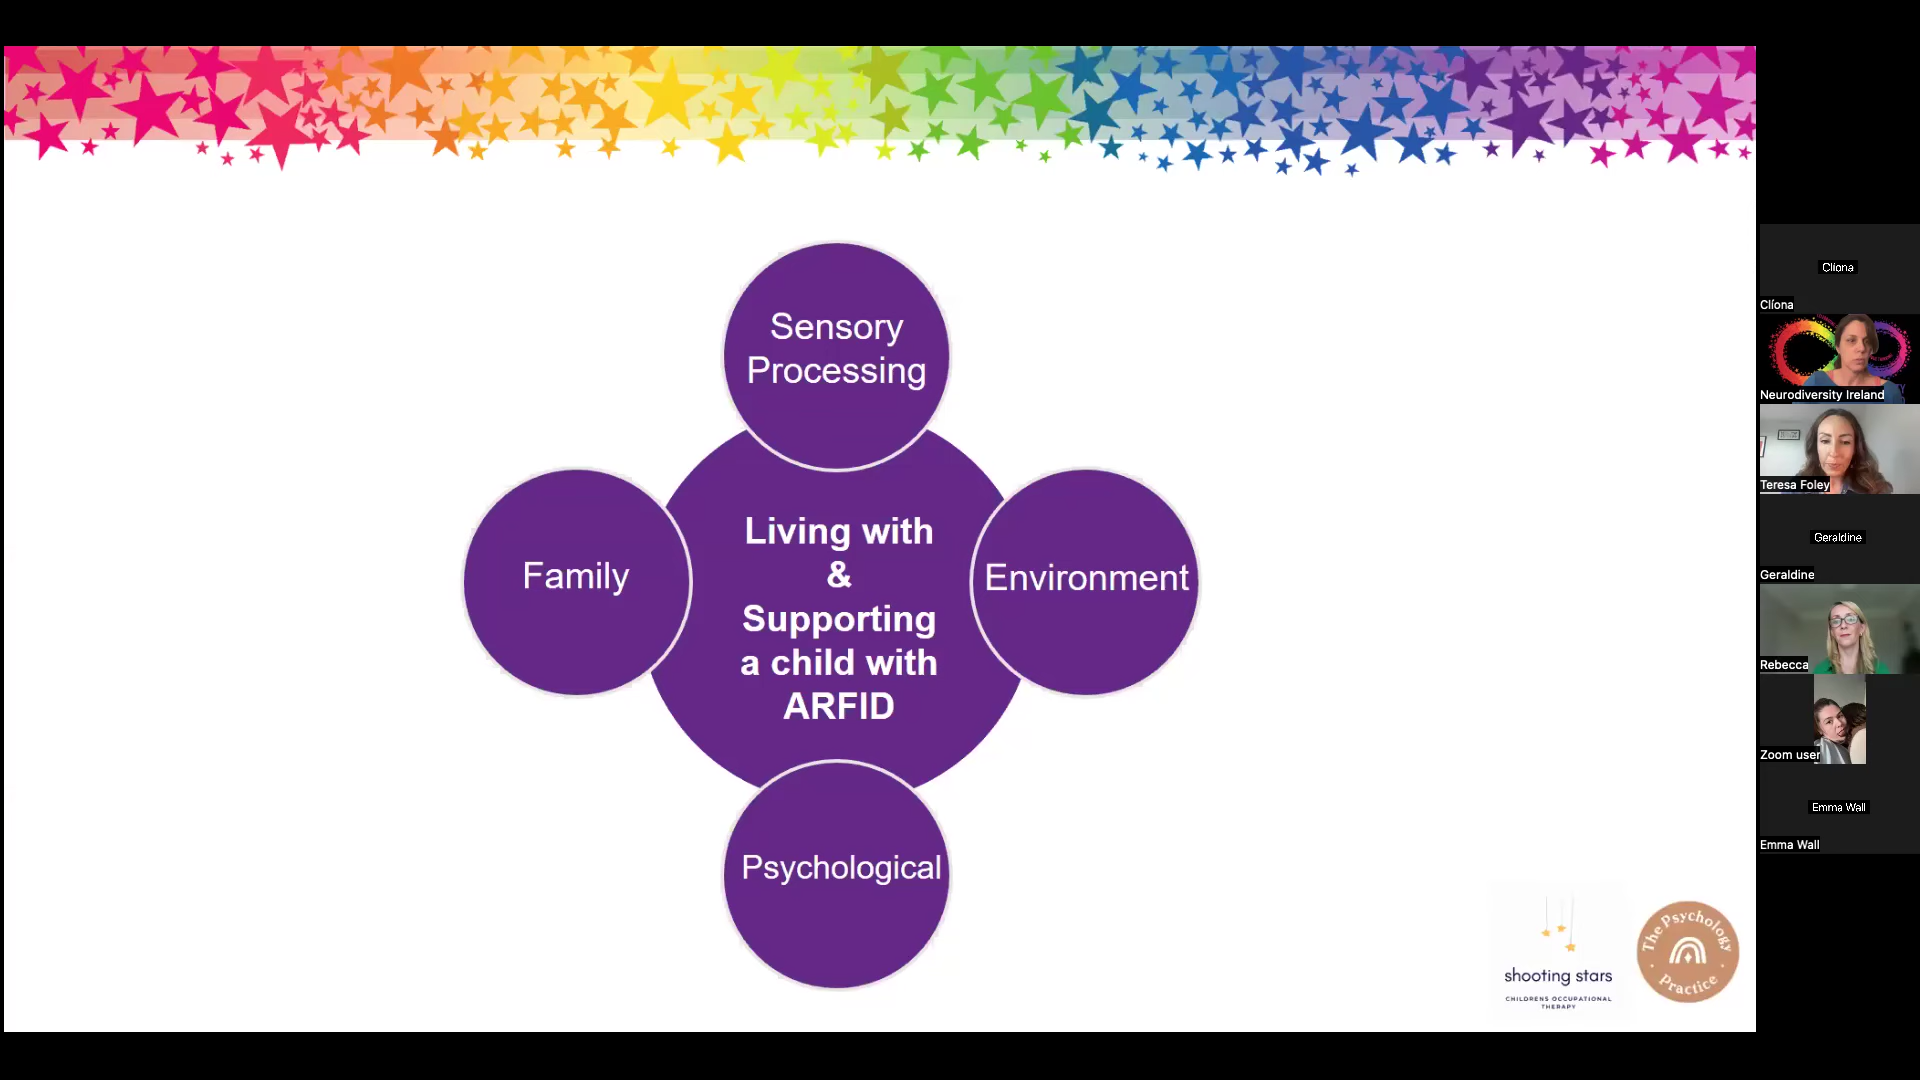 Sensory
Processing
Family
Living with
&
Supporting
a child with
ARFID
Environment
Psychological
shooting stars
CHILDRENS OCCUPATIONAL
THERAPY
The Psychology
Practice
Clíona
Clíona
Neurodiversity Ireland
Teresa Foley
Geraldine
Geraldine
Rebecca
Zoom user
Emma Wall
Emma Wall